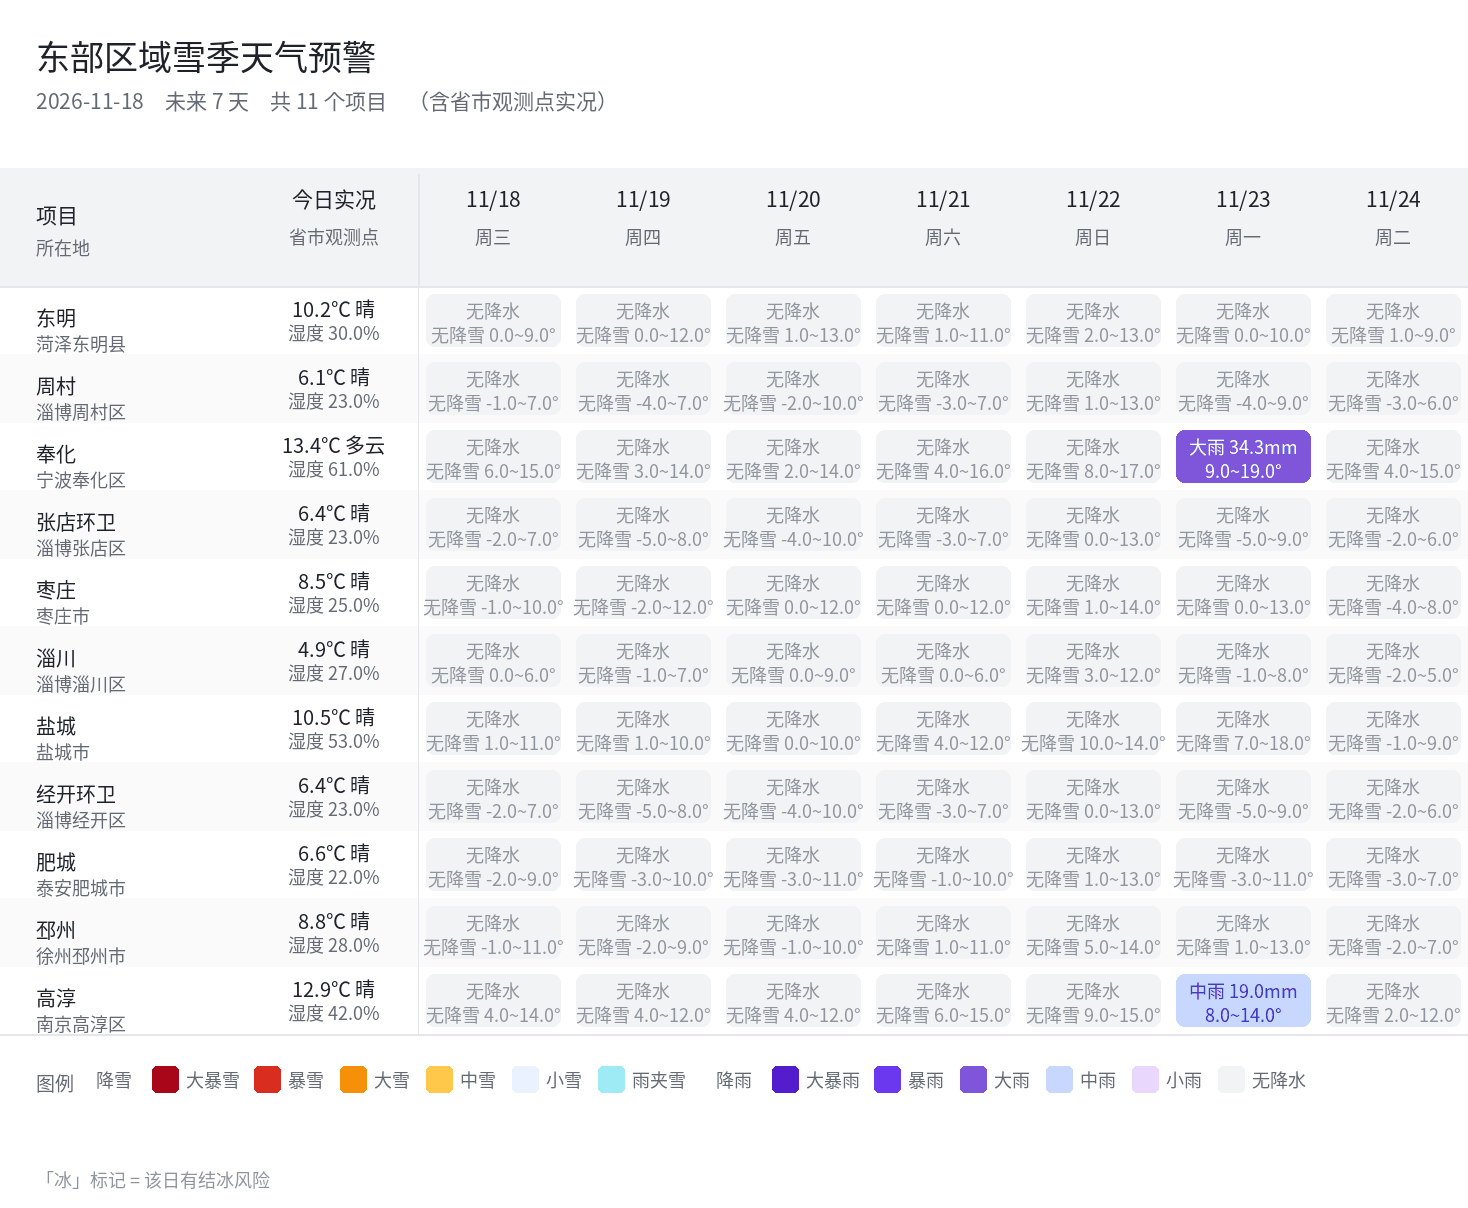 东部区域雪季天气预警
2026-11-18 未来 7 天 共 11 个项目 （含省市观测点实况）
项目 今日实况 11/18 11/19 11/20 11/21 11/22 11/23 11/24
所在地 省市观测点 周三 周四 周五 周六 周日 周一 周二
东明 10.2℃ 晴 无降水 无降水 无降水 无降水 无降水 无降水 无降水
菏泽东明县 湿度 30.0% 无降雪 0.0~9.0° 无降雪 0.0~12.0° 无降雪 1.0~13.0° 无降雪 1.0~11.0° 无降雪 2.0~13.0° 无降雪 0.0~10.0° 无降雪 1.0~9.0°
周村 6.1℃ 晴 无降水 无降水 无降水 无降水 无降水 无降水 无降水
淄博周村区 湿度 23.0% 无降雪 -1.0~7.0° 无降雪 -4.0~7.0° 无降雪 -2.0~10.0° 无降雪 -3.0~7.0° 无降雪 1.0~13.0° 无降雪 -4.0~9.0° 无降雪 -3.0~6.0°
奉化 13.4℃ 多云 无降水 无降水 无降水 无降水 无降水 大雨 34.3mm 无降水
宁波奉化区 湿度 61.0% 无降雪 6.0~15.0° 无降雪 3.0~14.0° 无降雪 2.0~14.0° 无降雪 4.0~16.0° 无降雪 8.0~17.0° 9.0~19.0° 无降雪 4.0~15.0°
张店环卫 6.4℃ 晴 无降水 无降水 无降水 无降水 无降水 无降水 无降水
淄博张店区 湿度 23.0% 无降雪 -2.0~7.0° 无降雪 -5.0~8.0° 无降雪 -4.0~10.0° 无降雪 -3.0~7.0° 无降雪 0.0~13.0° 无降雪 -5.0~9.0° 无降雪 -2.0~6.0°
枣庄 8.5℃ 晴 无降水 无降水 无降水 无降水 无降水 无降水 无降水
枣庄市 湿度 25.0% 无降雪 -1.0~10.0° 无降雪 -2.0~12.0° 无降雪 0.0~12.0° 无降雪 0.0~12.0° 无降雪 1.0~14.0° 无降雪 0.0~13.0° 无降雪 -4.0~8.0°
淄川 4.9℃ 晴 无降水 无降水 无降水 无降水 无降水 无降水 无降水
淄博淄川区 湿度 27.0% 无降雪 0.0~6.0° 无降雪 -1.0~7.0° 无降雪 0.0~9.0° 无降雪 0.0~6.0° 无降雪 3.0~12.0° 无降雪 -1.0~8.0° 无降雪 -2.0~5.0°
盐城 10.5℃ 晴 无降水 无降水 无降水 无降水 无降水 无降水 无降水
盐城市 湿度 53.0% 无降雪 1.0~11.0° 无降雪 1.0~10.0° 无降雪 0.0~10.0° 无降雪 4.0~12.0° 无降雪 10.0~14.0° 无降雪 7.0~18.0° 无降雪 -1.0~9.0°
经开环卫 6.4℃ 晴 无降水 无降水 无降水 无降水 无降水 无降水 无降水
淄博经开区 湿度 23.0% 无降雪 -2.0~7.0° 无降雪 -5.0~8.0° 无降雪 -4.0~10.0° 无降雪 -3.0~7.0° 无降雪 0.0~13.0° 无降雪 -5.0~9.0° 无降雪 -2.0~6.0°
肥城 6.6℃ 晴 无降水 无降水 无降水 无降水 无降水 无降水 无降水
泰安肥城市 湿度 22.0% 无降雪 -2.0~9.0° 无降雪 -3.0~10.0° 无降雪 -3.0~11.0° 无降雪 -1.0~10.0° 无降雪 1.0~13.0° 无降雪 -3.0~11.0° 无降雪 -3.0~7.0°
邳州 8.8℃ 晴 无降水 无降水 无降水 无降水 无降水 无降水 无降水
徐州邳州市 湿度 28.0% 无降雪 -1.0~11.0° 无降雪 -2.0~9.0° 无降雪 -1.0~10.0° 无降雪 1.0~11.0° 无降雪 5.0~14.0° 无降雪 1.0~13.0° 无降雪 -2.0~7.0°
高淳 12.9℃ 晴 无降水 无降水 无降水 无降水 无降水 中雨 19.0mm 无降水
南京高淳区 湿度 42.0% 无降雪 4.0~14.0° 无降雪 4.0~12.0° 无降雪 4.0~12.0° 无降雪 6.0~15.0° 无降雪 9.0~15.0° 8.0~14.0° 无降雪 2.0~12.0°
图例 降雪 大暴雪 暴雪 大雪 中雪 小雪 雨夹雪 降雨 大暴雨 暴雨 大雨 中雨 小雨 无降水
「冰」标记 = 该日有结冰风险